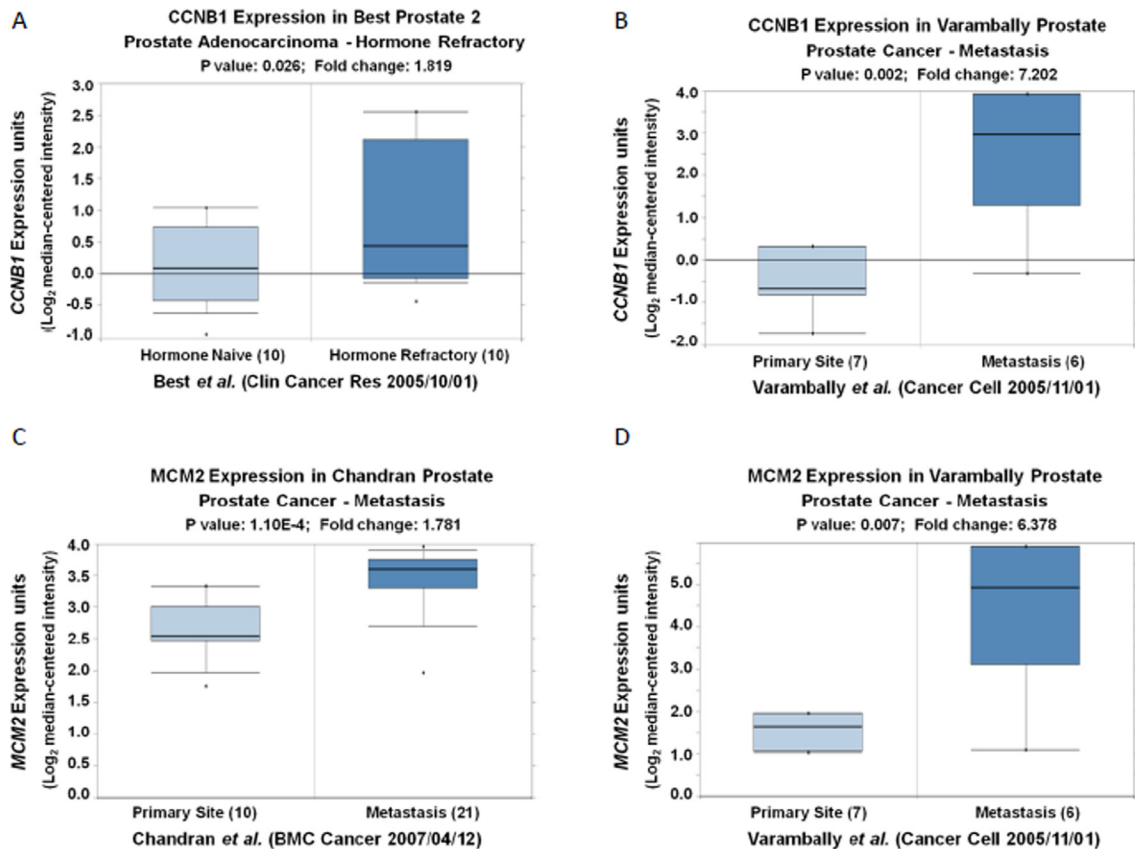 A
CCNB1 Expression in Best Prostate 2
Prostate Adenocarcinoma - Hormone Refractory
P value: 0.026; Fold change: 1.819
CCNB1 Expression units
(Log2 median-centered intensity)
3.0
2.5
2.0
1.5
1.0
0.5
0.0
-0.5
-1.0
Hormone Naive (10)
Hormone Refractory (10)
Best et al. (Clin Cancer Res 2005/10/01)
B
CCNB1 Expression in Varambally Prostate
Prostate Cancer - Metastasis
P value: 0.002; Fold change: 7.202
CCNB1 Expression units
(Log2 median-centered intensity)
4.0
3.0
2.0
1.0
0.0
-1.0
-2.0
Primary Site (7)
Metastasis (6)
Varambally et al. (Cancer Cell 2005/11/01)
C
MCM2 Expression in Chandran Prostate
Prostate Cancer - Metastasis
P value: 1.10E-4; Fold change: 1.781
MCM2 Expression units
(Log2 median-centered intensity)
4.0
3.5
3.0
2.5
2.0
1.5
1.0
0.5
0.0
Primary Site (10)
Metastasis (21)
Chandran et al. (BMC Cancer 2007/04/12)
D
MCM2 Expression in Varambally Prostate
Prostate Cancer - Metastasis
P value: 0.007; Fold change: 6.378
MCM2 Expression units
(Log2 median-centered intensity)
5.0
4.0
3.0
2.0
1.0
0.0
Primary Site (7)
Metastasis (6)
Varambally et al. (Cancer Cell 2005/11/01)